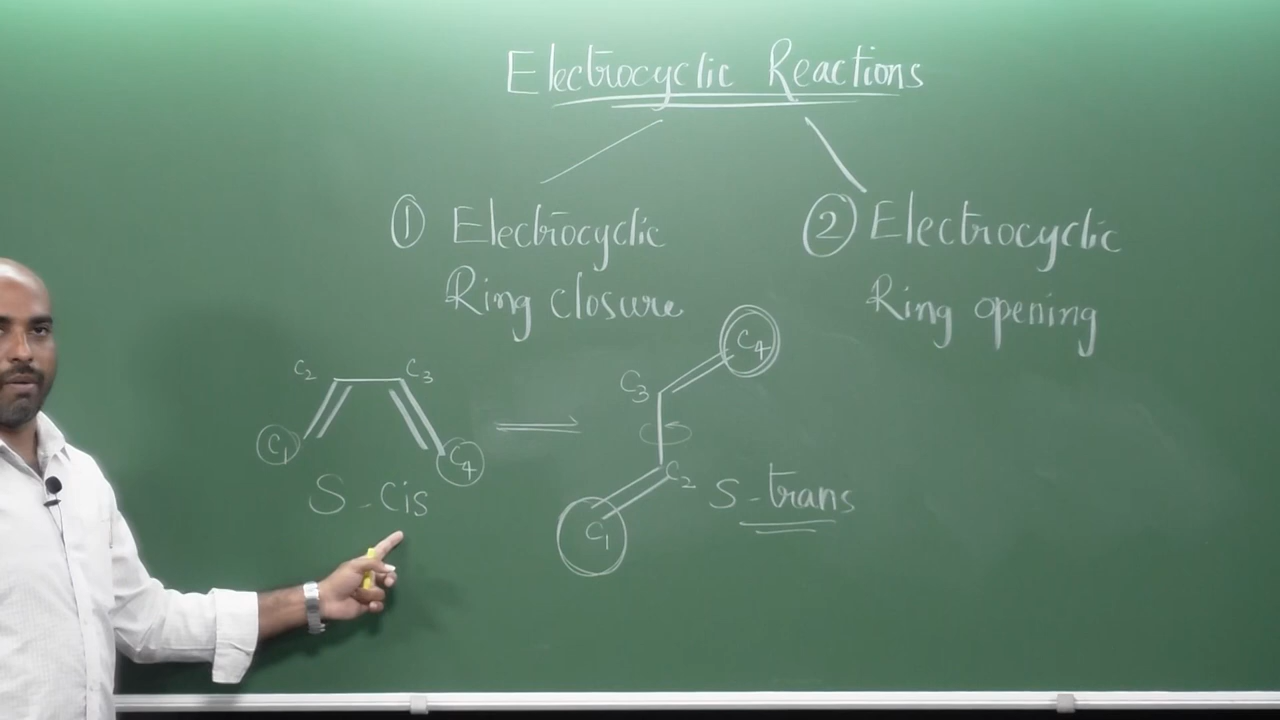 Electrocyclic Reactions
① Electrocyclic
Ring closure
② Electrocyclic
Ring opening
C₂ C₃
C₁ C₄
S-Cis
C₄
C₃
C₂
C₁
S-trans